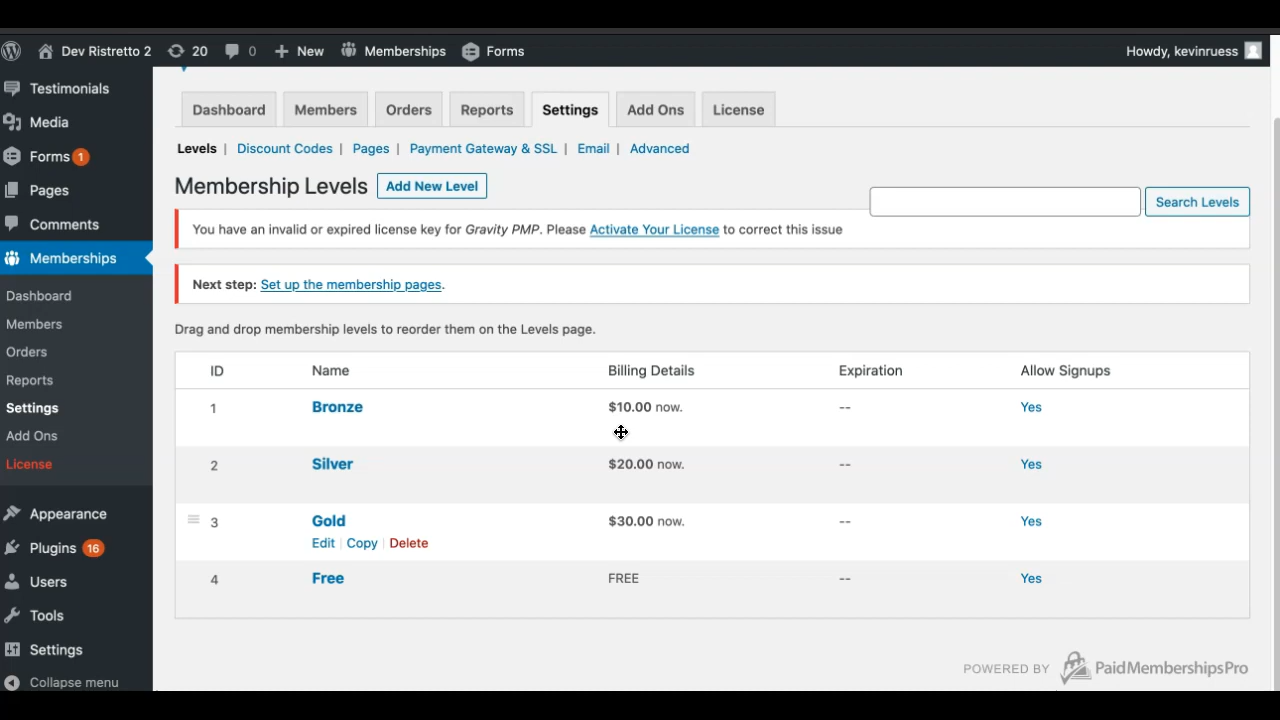 Dev Ristretto 2 20 0 New Memberships Forms Howdy, kevinruess
Testimonials
Media
Forms 1
Pages
Comments
Memberships
Dashboard
Members
Orders
Reports
Settings
Add Ons
License
Appearance
Plugins 16
Users
Tools
Settings
Collapse menu
Dashboard Members Orders Reports Settings Add Ons License
Levels | Discount Codes | Pages | Payment Gateway & SSL | Email | Advanced
Membership Levels Add New Level
Search Levels
You have an invalid or expired license key for Gravity PMP. Please Activate Your License to correct this issue
Next step: Set up the membership pages.
Drag and drop membership levels to reorder them on the Levels page.
ID Name Billing Details Expiration Allow Signups
1 Bronze $10.00 now. -- Yes
2 Silver $20.00 now. -- Yes
3 Gold $30.00 now. -- Yes
Edit | Copy | Delete
4 Free FREE -- Yes
POWERED BY PaidMembershipsPro